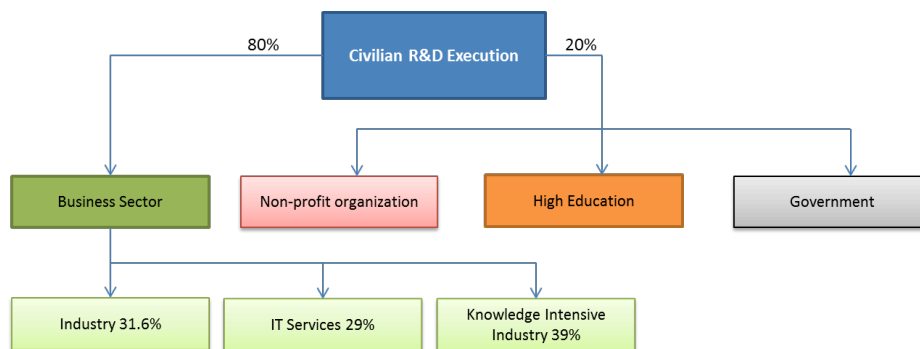 80%
Civilian R&D Execution
20%
Business Sector
Non-profit organization
High Education
Government
Industry 31.6%
IT Services 29%
Knowledge Intensive
Industry 39%